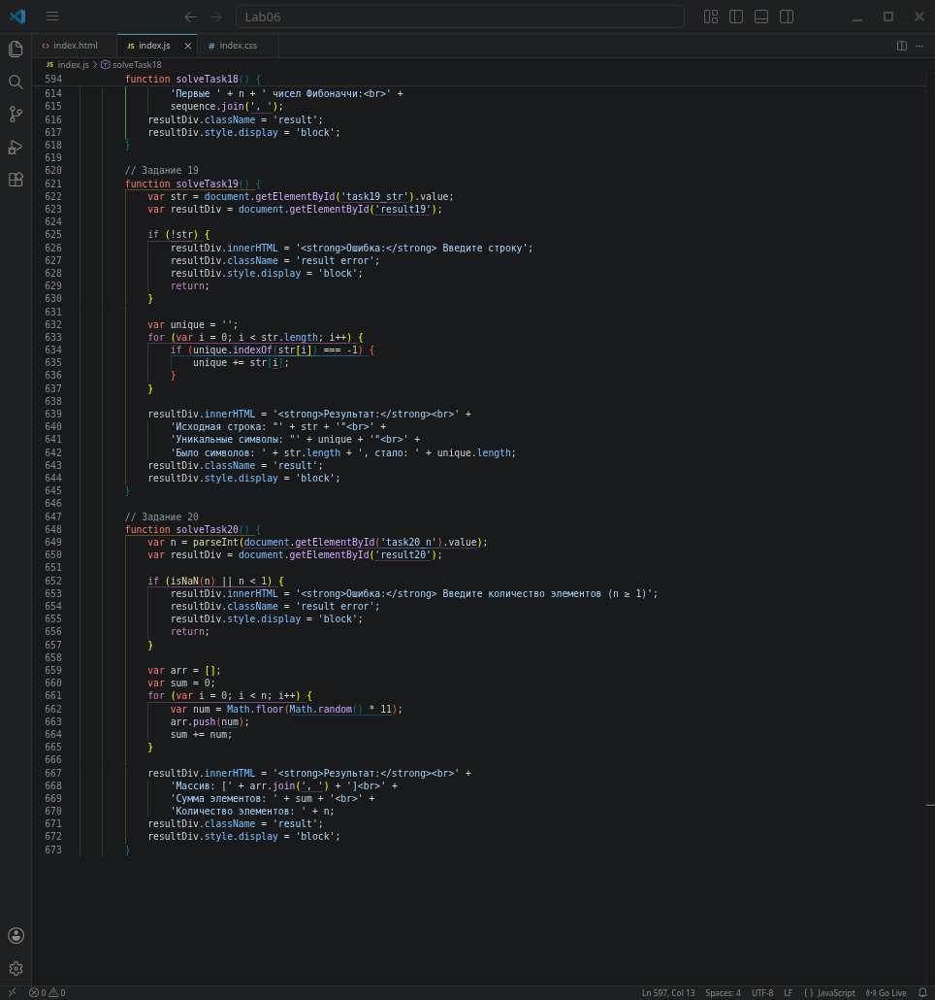 Lab06
index.html
JS index.js
# index.css
JS index.js > solveTask18
594 function solveTask18() {
614 'Первые ' + n + ' чисел Фибоначчи:<br>' +
615 sequence.join(', ');
616 resultDiv.className = 'result';
617 resultDiv.style.display = 'block';
618 }
619
620 // Задание 19
621 function solveTask19() {
622 var str = document.getElementById('task19_str').value;
623 var resultDiv = document.getElementById('result19');
624
625 if (!str) {
626 resultDiv.innerHTML = '<strong>Ошибка:</strong> Введите строку';
627 resultDiv.className = 'result error';
628 resultDiv.style.display = 'block';
629 return;
630 }
631
632 var unique = '';
633 for (var i = 0; i < str.length; i++) {
634 if (unique.indexOf(str[i]) === -1) {
635 unique += str[i];
636 }
637 }
638
639 resultDiv.innerHTML = '<strong>Результат:</strong><br>' +
640 'Исходная строка: "' + str + '"<br>' +
641 'Уникальные символы: "' + unique + '"<br>' +
642 'Было символов: ' + str.length + ', стало: ' + unique.length;
643 resultDiv.className = 'result';
644 resultDiv.style.display = 'block';
645 }
646
647 // Задание 20
648 function solveTask20() {
649 var n = parseInt(document.getElementById('task20_n').value);
650 var resultDiv = document.getElementById('result20');
651
652 if (isNaN(n) || n < 1) {
653 resultDiv.innerHTML = '<strong>Ошибка:</strong> Введите количество элементов (n ≥ 1)';
654 resultDiv.className = 'result error';
655 resultDiv.style.display = 'block';
656 return;
657 }
658
659 var arr = [];
660 var sum = 0;
661 for (var i = 0; i < n; i++) {
662 var num = Math.floor(Math.random() * 11);
663 arr.push(num);
664 sum += num;
665 }
666
667 resultDiv.innerHTML = '<strong>Результат:</strong><br>' +
668 'Массив: [' + arr.join(', ') + ']<br>' +
669 'Сумма элементов: ' + sum + '<br>' +
670 'Количество элементов: ' + n;
671 resultDiv.className = 'result';
672 resultDiv.style.display = 'block';
673 }
0 0 Ln 597, Col 13 Spaces: 4 UTF-8 LF { } JavaScript Go Live